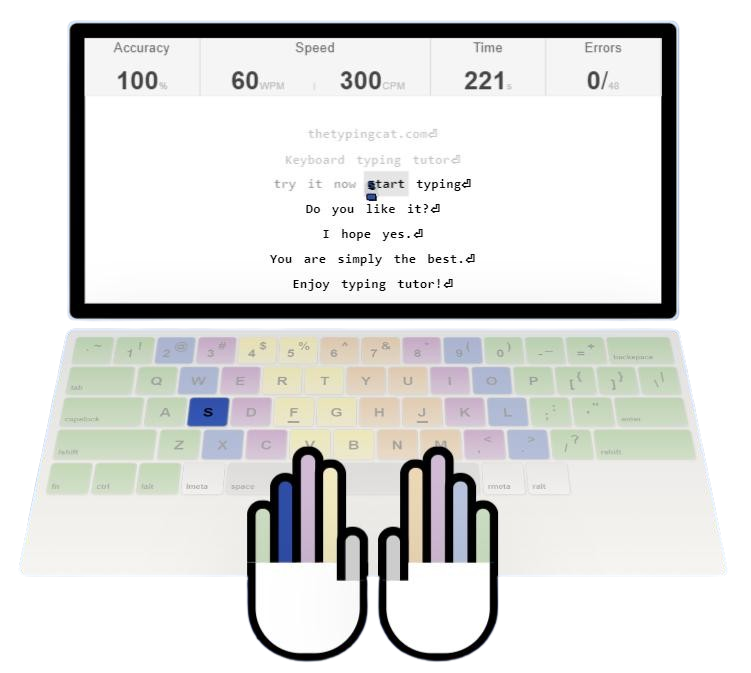 Accuracy Speed Time Errors
100% 60WPM | 300CPM 221s 0/48
thetypingcat.com⏎
Keyboard typing tutor⏎
try it now start typing⏎
Do you like it?⏎
I hope yes.⏎
You are simply the best.⏎
Enjoy typing tutor!⏎
` ~ 1 ! 2 @ 3 # 4 $ 5 % 6 ^ 7 & 8 * 9 ( 0 ) - _ = + backspace
tab Q W E R T Y U I O P [ { ] } \ |
capslock A S D F G H J K L ; : ' " enter
lshift Z X C V B N M , < . > / ? rshift
fn ctrl lalt lmeta space rmeta ralt